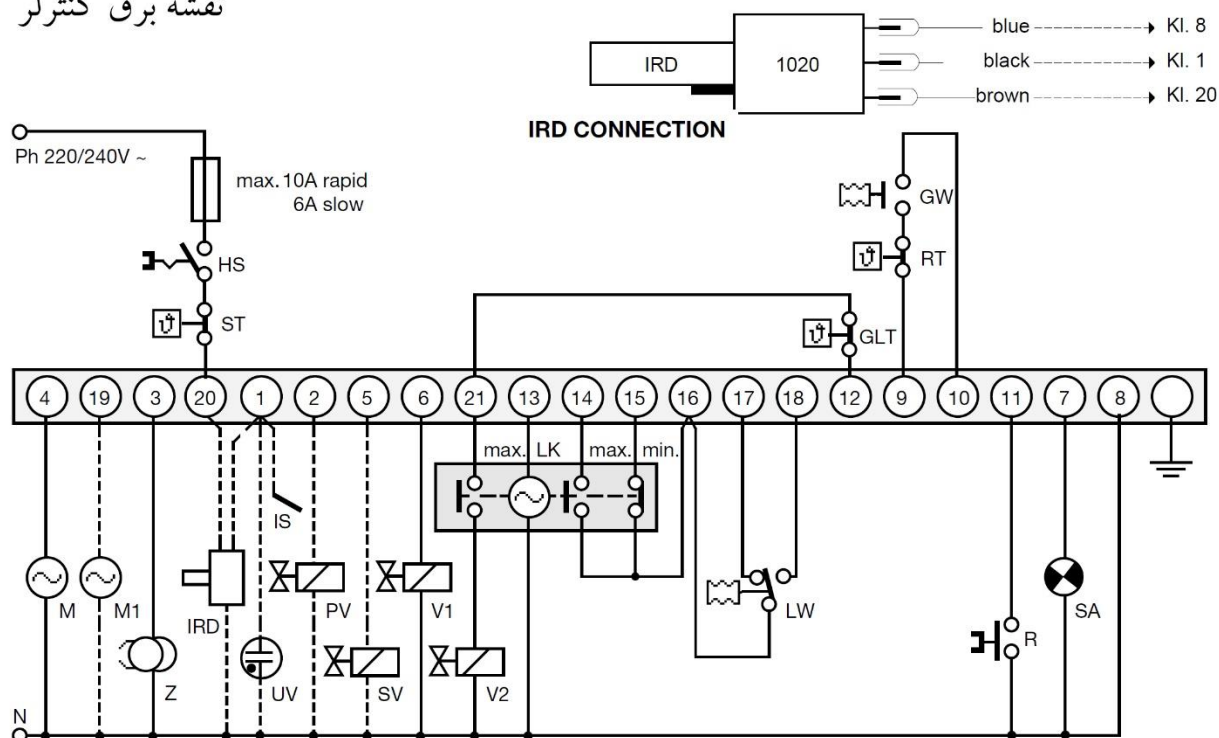 نقشه برق کنترلر
blue Kl. 8
IRD 1020 black Kl. 1
brown Kl. 20
IRD CONNECTION
Ph 220/240V ~
max. 10A rapid
6A slow
GW
HS
RT
ϑ
ϑ
ST
ϑ
GLT
4 19 3 20 1 2 5 6 21 13 14 15 16 17 18 12 9 10 11 7 8
max. LK max. min.
IS
M M1 PV V1 LW SA
IRD
R
Z UV SV V2
N